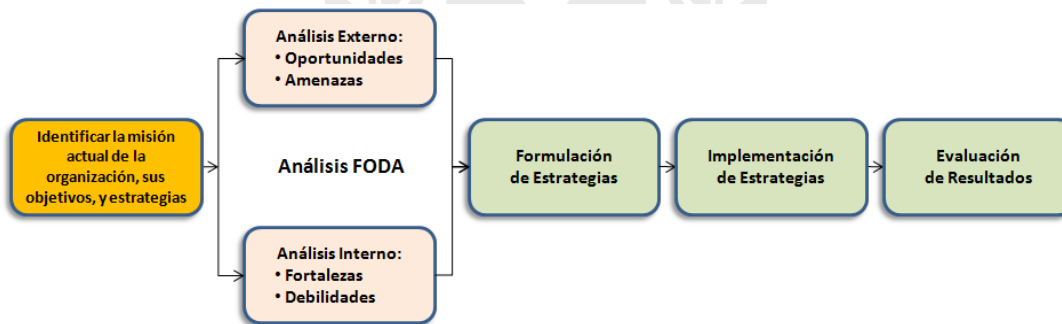 Identificar la misión
actual de la
organización, sus
objetivos, y estrategias
Análisis Externo:
• Oportunidades
• Amenazas
Análisis FODA
Análisis Interno:
• Fortalezas
• Debilidades
Formulación
de Estrategias
Implementación
de Estrategias
Evaluación
de Resultados